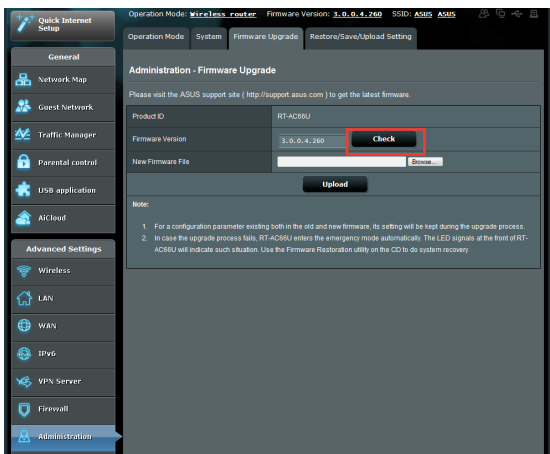 Quick Internet
Setup
Operation Mode: Wireless router Firmware Version: 3.0.0.4.260 SSID: ASUS ASUS
Operation Mode System Firmware Upgrade Restore/Save/Upload Setting
General
Network Map
Guest Network
Traffic Manager
Parental control
USB application
AiCloud
Advanced Settings
Wireless
LAN
WAN
IPv6
VPN Server
Firewall
Administration
Administration - Firmware Upgrade
Please visit the ASUS support site ( http://support.asus.com ) to get the latest firmware.
Product ID RT-AC66U
Firmware Version 3.0.0.4.260 Check
New Firmware File Browse...
Upload
Note:
1. For a configuration parameter existing both in the old and new firmware, its setting will be kept during the upgrade process.
2. In case the upgrade process fails, RT-AC66U enters the emergency mode automatically. The LED signals at the front of RT-
AC66U will indicate such situation. Use the Firmware Restoration utility on the CD to do system recovery.